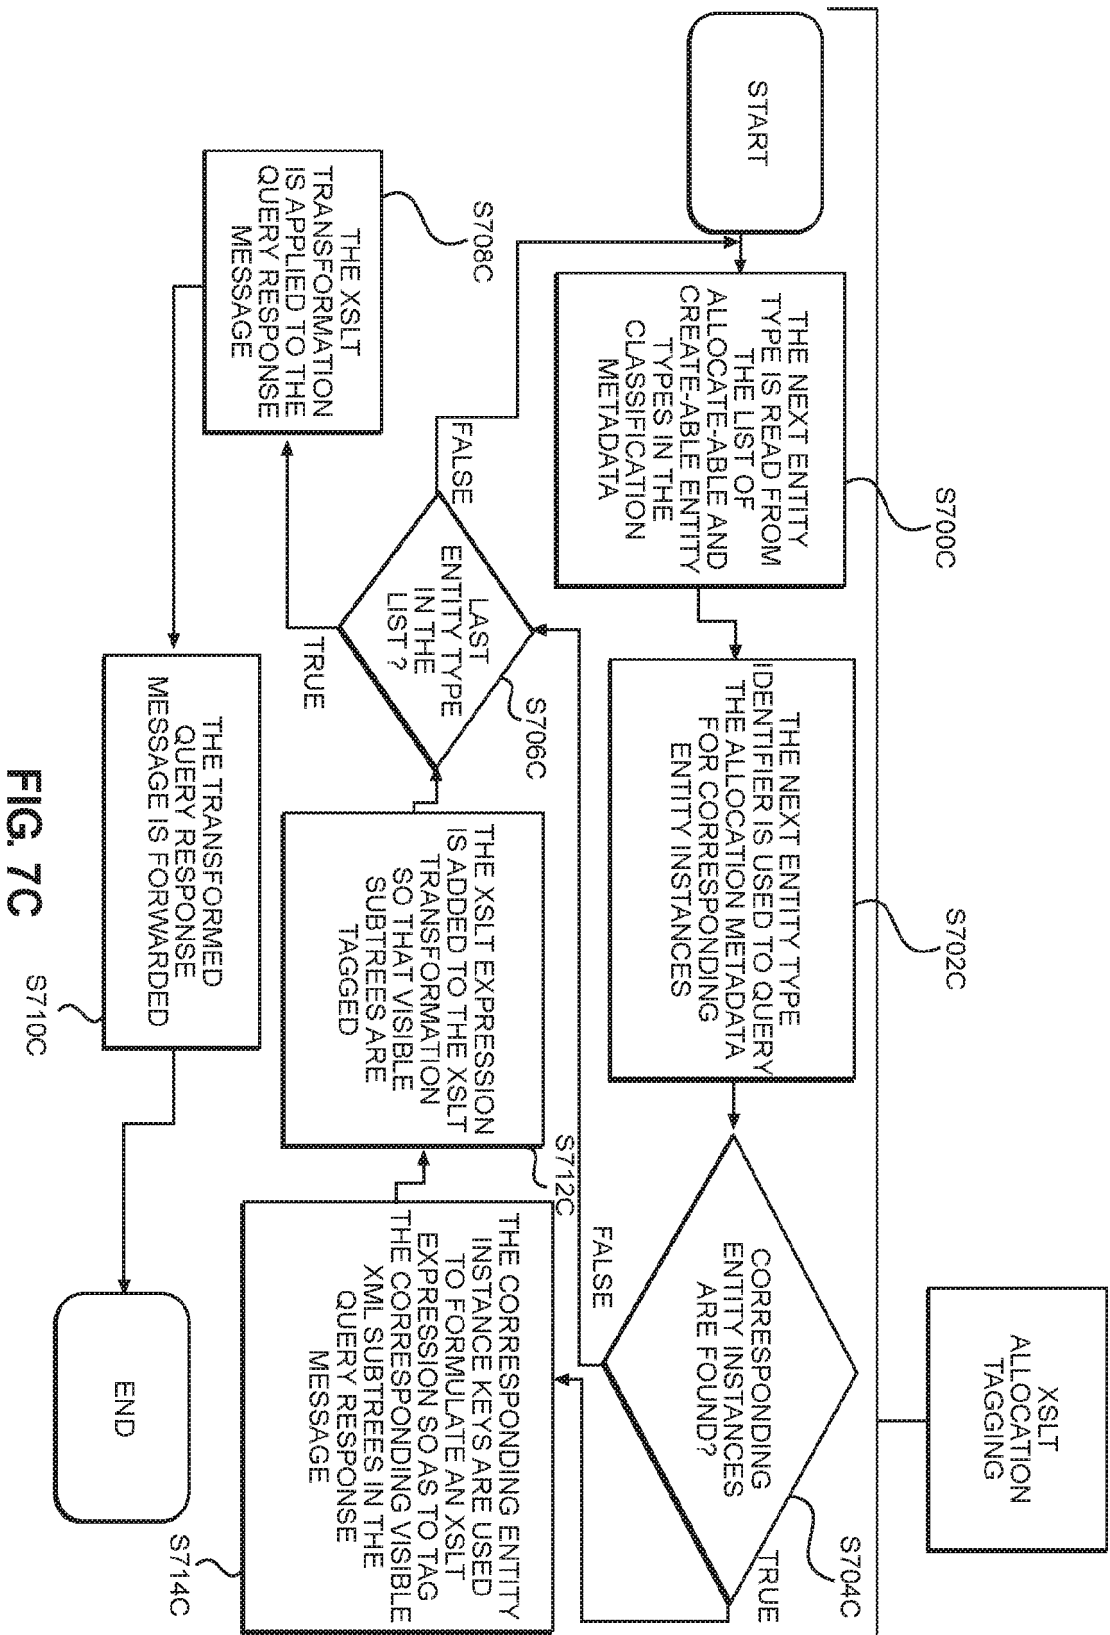 XSLT
ALLOCATION
TAGGING
START
S700C
THE NEXT ENTITY
TYPE IS READ FROM
THE LIST OF
ALLOCATE-ABLE AND
CREATE-ABLE ENTITY
TYPES IN THE
CLASSIFICATION
METADATA
S702C
THE NEXT ENTITY TYPE
IDENTIFIER IS USED TO QUERY
THE ALLOCATION METADATA
FOR CORRESPONDING
ENTITY INSTANCES
S704C
CORRESPONDING
ENTITY INSTANCES
ARE FOUND?
TRUE
FALSE
S706C
LAST
ENTITY TYPE
IN THE
LIST ?
FALSE
TRUE
S708C
THE XSLT
TRANSFORMATION
IS APPLIED TO THE
QUERY RESPONSE
MESSAGE
S712C
THE XSLT EXPRESSION
IS ADDED TO THE XSLT
TRANSFORMATION
SO THAT VISIBLE
SUBTREES ARE
TAGGED
THE CORRESPONDING ENTITY
INSTANCE KEYS ARE USED
TO FORMULATE AN XSLT
EXPRESSION SO AS TO TAG
THE CORRESPONDING VISIBLE
XML SUBTREES IN THE
QUERY RESPONSE
MESSAGE
S714C
THE TRANSFORMED
QUERY RESPONSE
MESSAGE IS FORWARDED
S710C
END
FIG. 7C